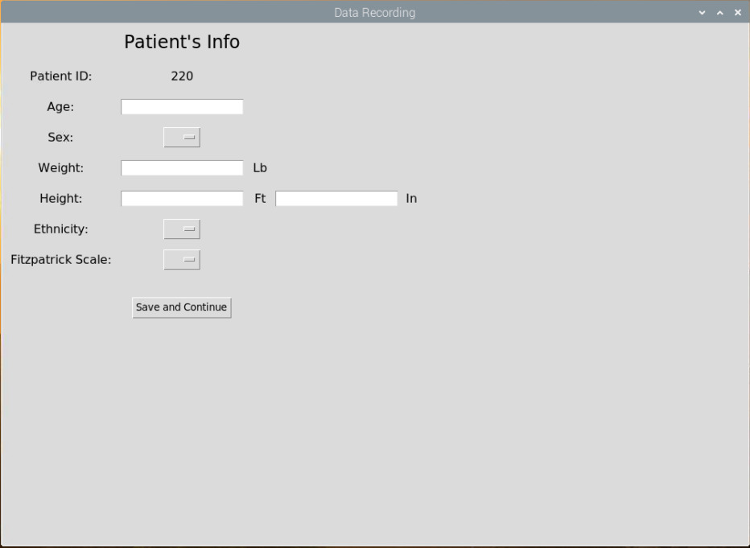 Data Recording
Patient's Info
Patient ID: 220
Age:
Sex:
Weight: Lb
Height: Ft In
Ethnicity:
Fitzpatrick Scale:
Save and Continue